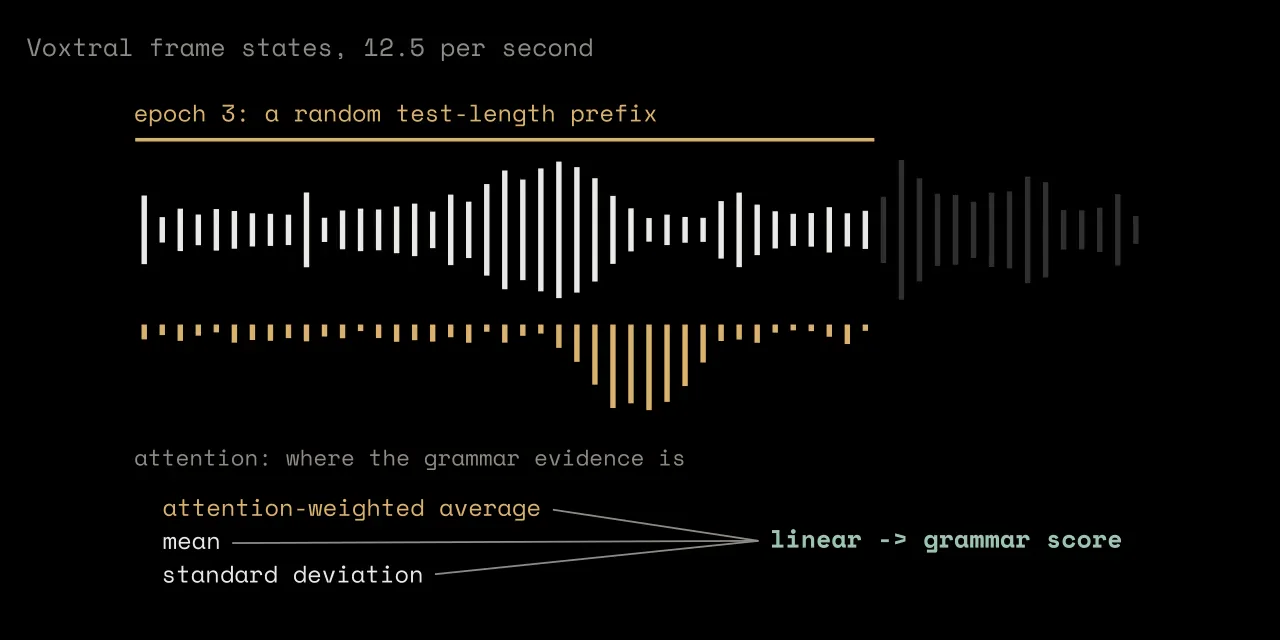 Voxtral frame states, 12.5 per second
epoch 3: a random test-length prefix
attention: where the grammar evidence is
attention-weighted average
mean
standard deviation
linear -> grammar score